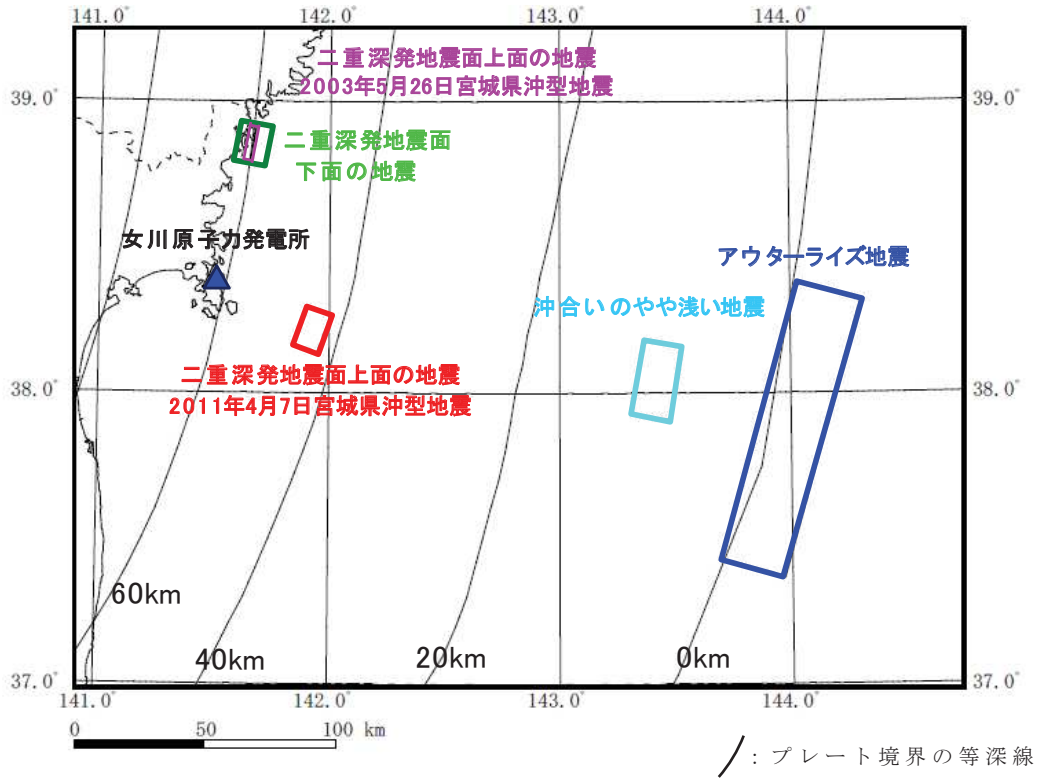 141.0° 142.0° 143.0° 144.0°
二重深発地震面上面の地震
2003年5月26日宮城県沖型地震
39.0° 39.0°
二重深発地震面
下面の地震
女川原子力発電所
アウターライズ地震
沖合いのやや浅い地震
二重深発地震面上面の地震
38.0° 38.0°
2011年4月7日宮城県沖型地震
60km
40km 20km 0km
37.0° 37.0°
141.0° 142.0° 143.0° 144.0°
0 50 100 km
: プレート境界の等深線